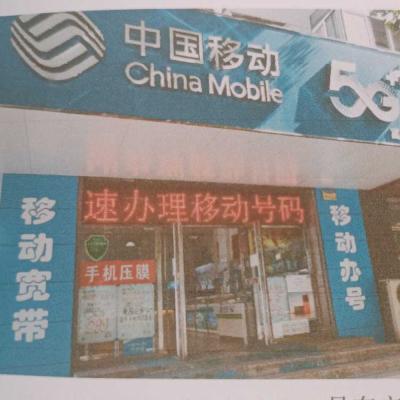 中国移动
China Mobile
5G
速办理移动号码
移动宽带
手机压膜
移动办号